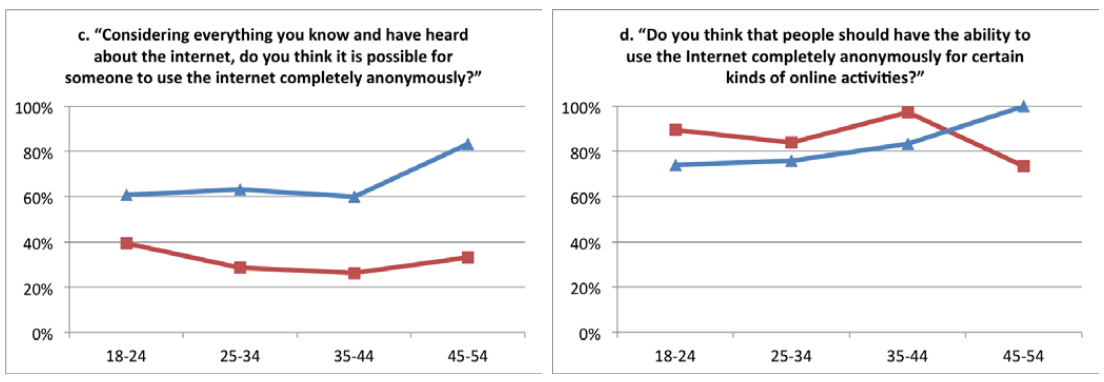 c. “Considering everything you know and have heard
about the internet, do you think it is possible for
someone to use the internet completely anonymously?”
100%
80%
60%
40%
20%
0%
18-24 25-34 35-44 45-54
d. “Do you think that people should have the ability to
use the Internet completely anonymously for certain
kinds of online activities?”
100%
80%
60%
40%
20%
0%
18-24 25-34 35-44 45-54